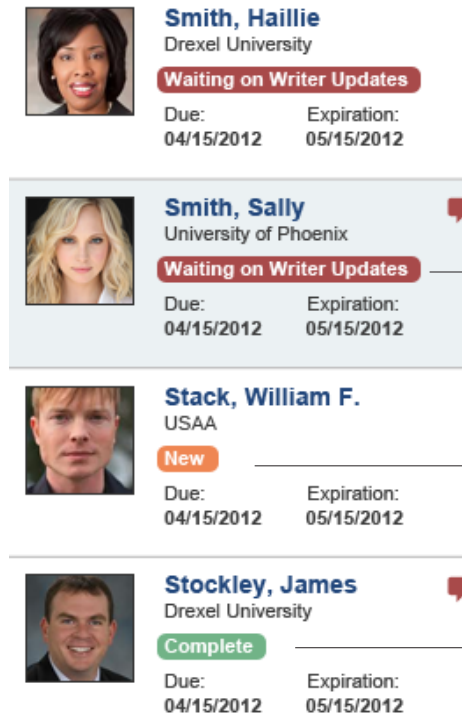 Smith, Haillie
Drexel University
Waiting on Writer Updates
Due: Expiration:
04/15/2012 05/15/2012
Smith, Sally
University of Phoenix
Waiting on Writer Updates
Due: Expiration:
04/15/2012 05/15/2012
Stack, William F.
USAA
New
Due: Expiration:
04/15/2012 05/15/2012
Stockley, James
Drexel University
Complete
Due: Expiration:
04/15/2012 05/15/2012